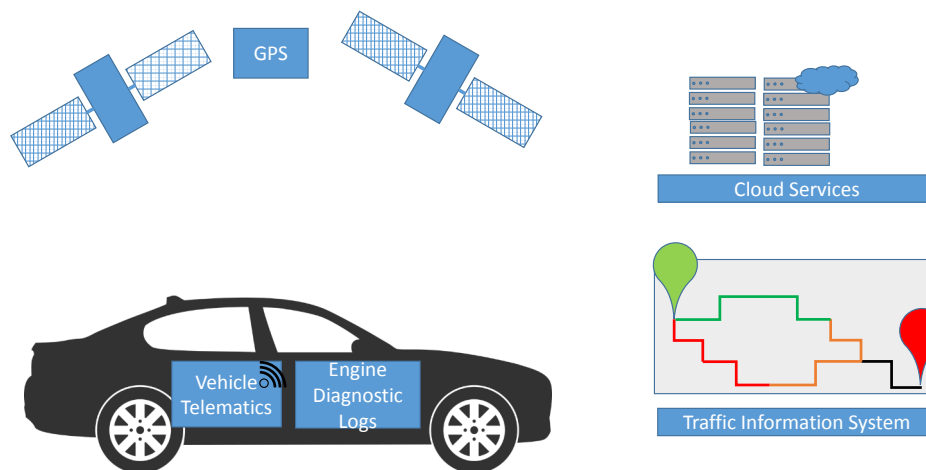 GPS
Cloud Services
Vehicle
Telematics
Engine
Diagnostic
Logs
Traffic Information System